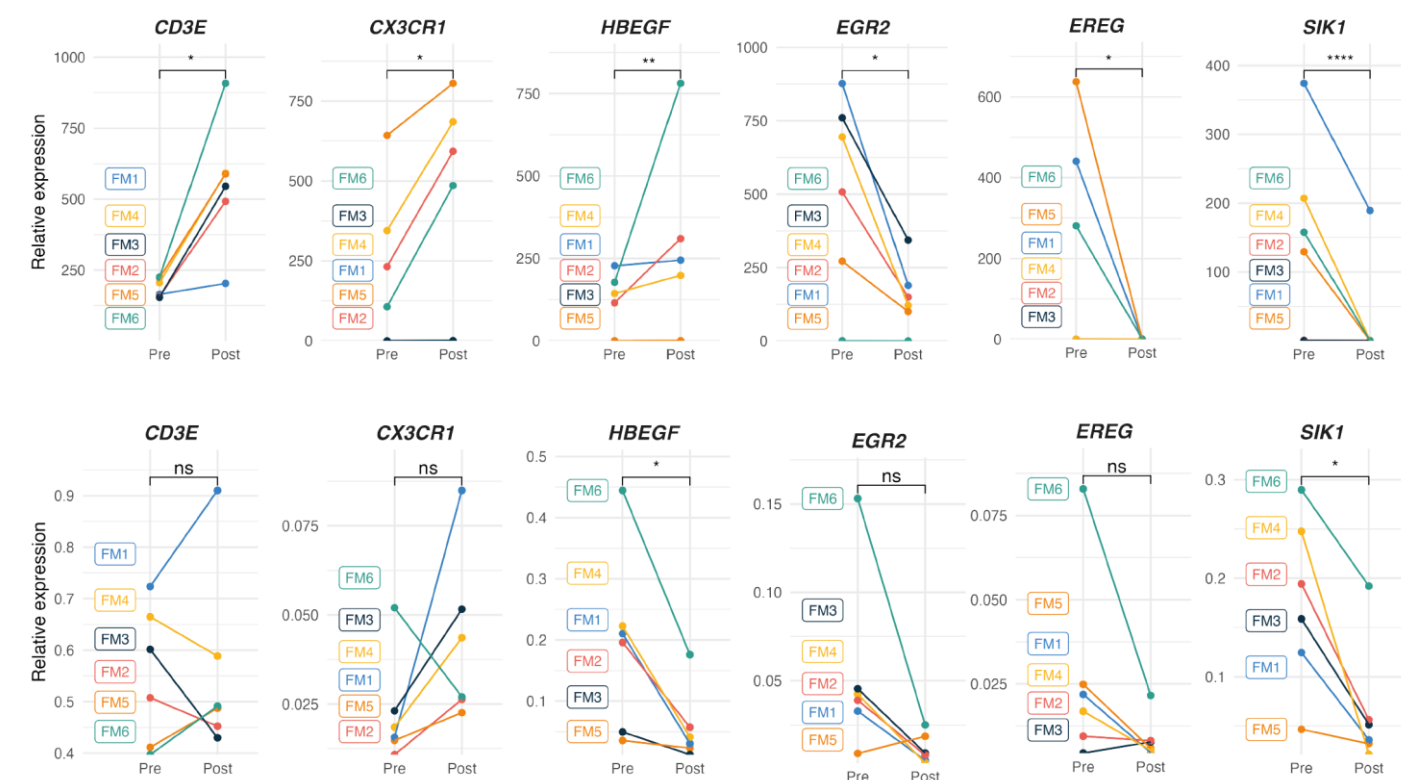 CD3E
CX3CR1
HBEGF
EGR2
EREG
SIK1
Relative expression
1000
750
500
250
*
FM1
FM4
FM3
FM2
FM5
FM6
Pre
Post
750
500
250
0
*
FM6
FM3
FM4
FM1
FM5
FM2
Pre
Post
750
500
250
0
**
FM6
FM4
FM1
FM2
FM3
FM5
Pre
Post
1000
750
500
250
0
*
FM6
FM3
FM4
FM2
FM1
FM5
Pre
Post
600
400
200
0
*
FM6
FM5
FM1
FM4
FM2
FM3
Pre
Post
400
300
200
100
****
FM6
FM4
FM2
FM3
FM1
FM5
Pre
Post
CD3E
CX3CR1
HBEGF
EGR2
EREG
SIK1
Relative expression
0.9
0.8
0.7
0.6
0.5
0.4
ns
FM1
FM4
FM3
FM2
FM5
FM6
Pre
Post
0.075
0.050
0.025
ns
FM6
FM3
FM4
FM1
FM5
FM2
Pre
Post
0.5
0.4
0.3
0.2
0.1
*
FM6
FM4
FM1
FM2
FM3
FM5
Pre
Post
0.15
0.10
0.05
ns
FM6
FM3
FM4
FM2
FM1
FM5
Pre
Post
0.075
0.050
0.025
ns
FM6
FM5
FM1
FM4
FM2
FM3
Pre
Post
0.3
0.2
0.1
*
FM6
FM4
FM2
FM3
FM1
FM5
Pre
Post